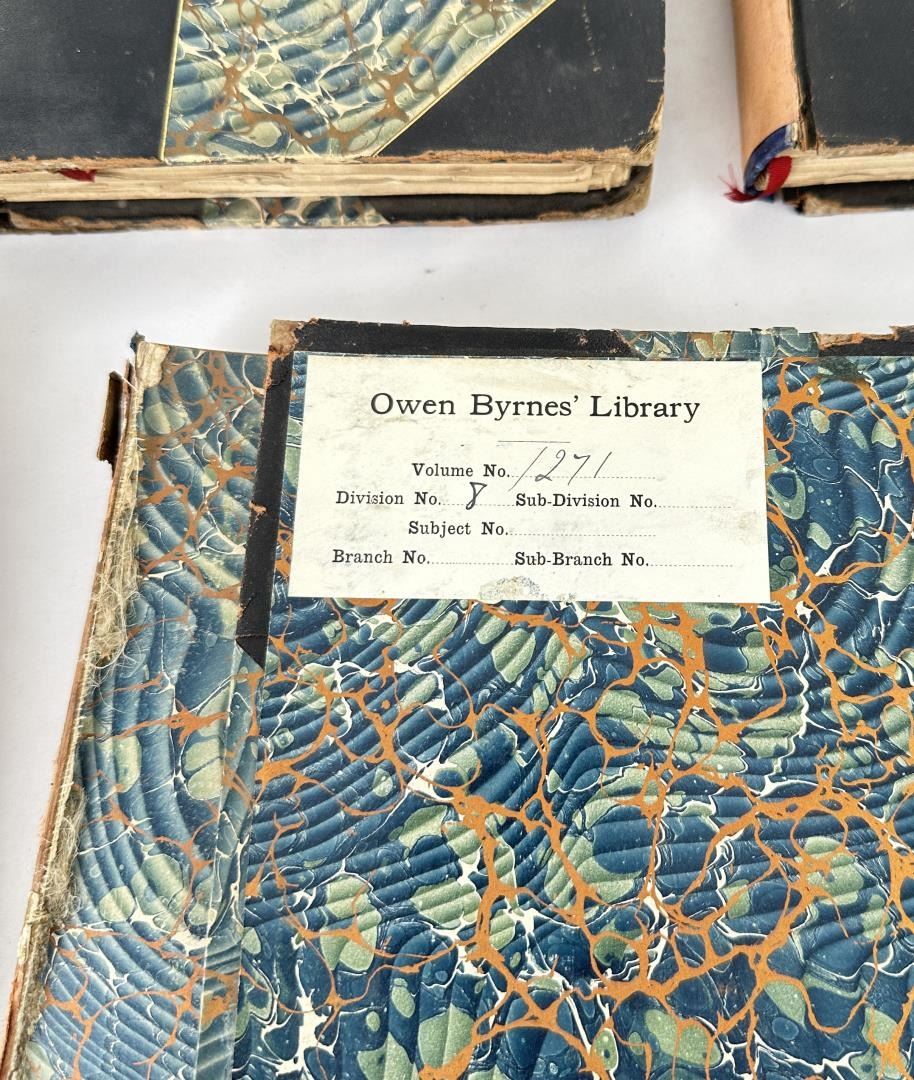 Owen Byrnes' Library
Volume No. 1271
Division No. 8 Sub-Division No.
Subject No.
Branch No. Sub-Branch No.